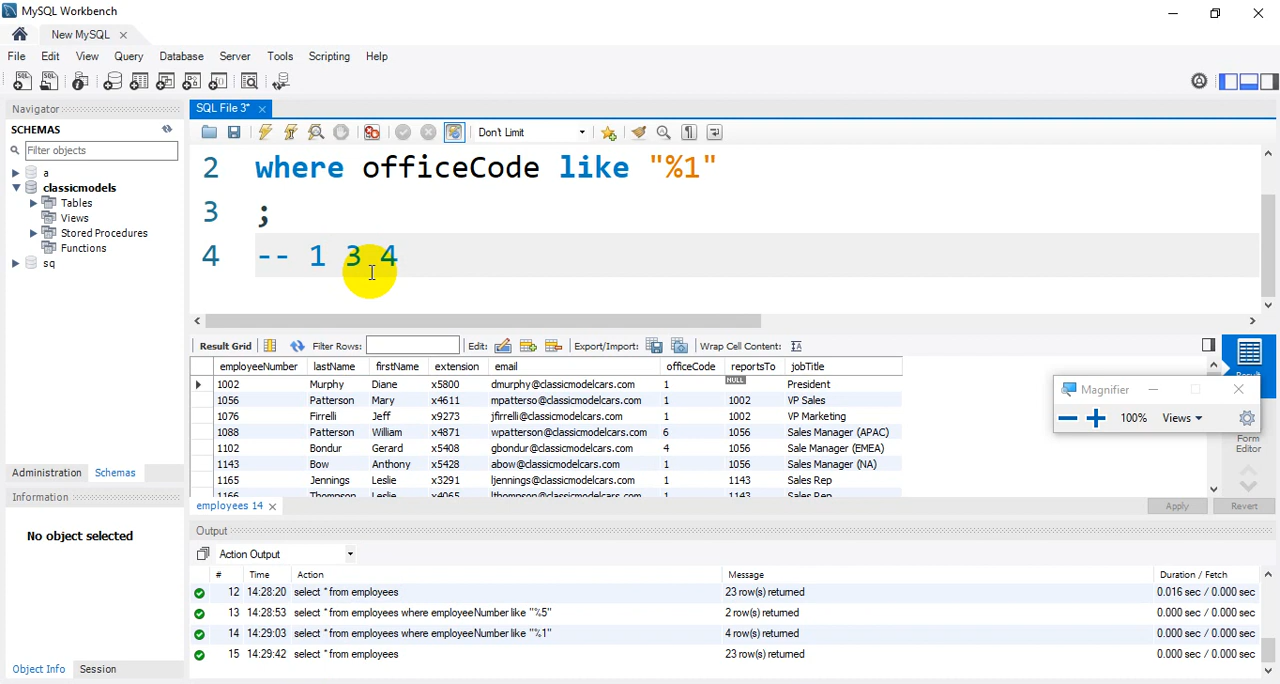 MySQL Workbench
New MySQL
File Edit View Query Database Server Tools Scripting Help
Navigator
SCHEMAS
Filter objects
a
classicmodels
Tables
Views
Stored Procedures
Functions
sq
Administration Schemas
Information
No object selected
Object Info Session
SQL File 3*
Don't Limit
2 where officeCode like "%1"
3 ;
4 -- 1 3 4
Result Grid Filter Rows: Edit: Export/Import: Wrap Cell Content:
employeeNumber lastName firstName extension email officeCode reportsTo jobTitle
1002 Murphy Diane x5800 dmurphy@classicmodelcars.com 1 NULL President
1056 Patterson Mary x4611 mpatterso@classicmodelcars.com 1 1002 VP Sales
1076 Firrelli Jeff x9273 jfirrelli@classicmodelcars.com 1 1002 VP Marketing
1088 Patterson William x4871 wpatterson@classicmodelcars.com 6 1056 Sales Manager (APAC)
1102 Bondur Gerard x5408 gbondur@classicmodelcars.com 4 1056 Sale Manager (EMEA)
1143 Bow Anthony x5428 abow@classicmodelcars.com 1 1056 Sales Manager (NA)
1165 Jennings Leslie x3291 ljennings@classicmodelcars.com 1 1143 Sales Rep
1166 Thompson Leslie x4065 lthompson@classicmodelcars.com 1 1143 Sales Rep
Magnifier
100% Views
Form
Editor
employees 14
Apply Revert
Output
Action Output
# Time Action Message Duration / Fetch
12 14:28:20 select * from employees 23 row(s) returned 0.016 sec / 0.000 sec
13 14:28:53 select * from employees where employeeNumber like "%5" 2 row(s) returned 0.000 sec / 0.000 sec
14 14:29:03 select * from employees where employeeNumber like "%1" 4 row(s) returned 0.000 sec / 0.000 sec
15 14:29:42 select * from employees 23 row(s) returned 0.000 sec / 0.000 sec